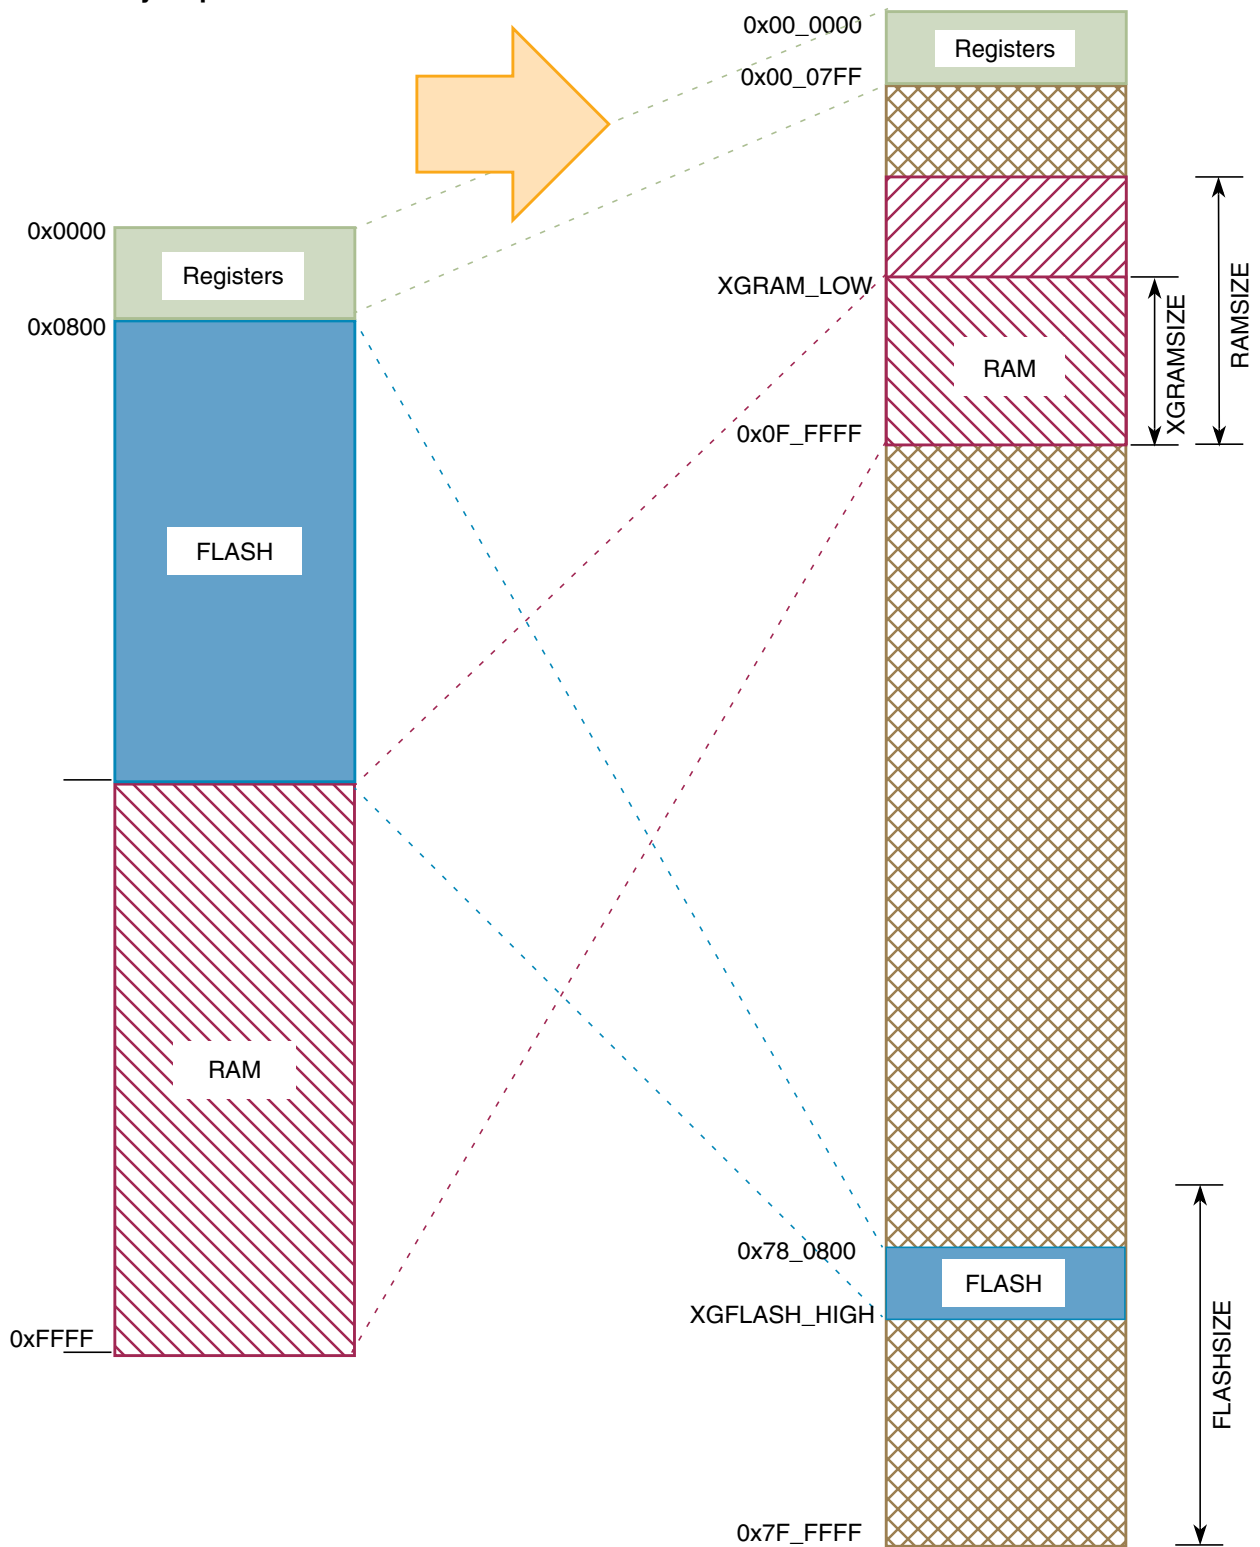 0x00_0000
Registers
0x00_07FF
0x0000
Registers
0x0800
XGRAM_LOW
RAM
XGRAMSIZE
RAMSIZE
0x0F_FFFF
FLASH
RAM
0x78_0800
FLASH
XGFLASH_HIGH
FLASHSIZE
0xFFFF
0x7F_FFFF